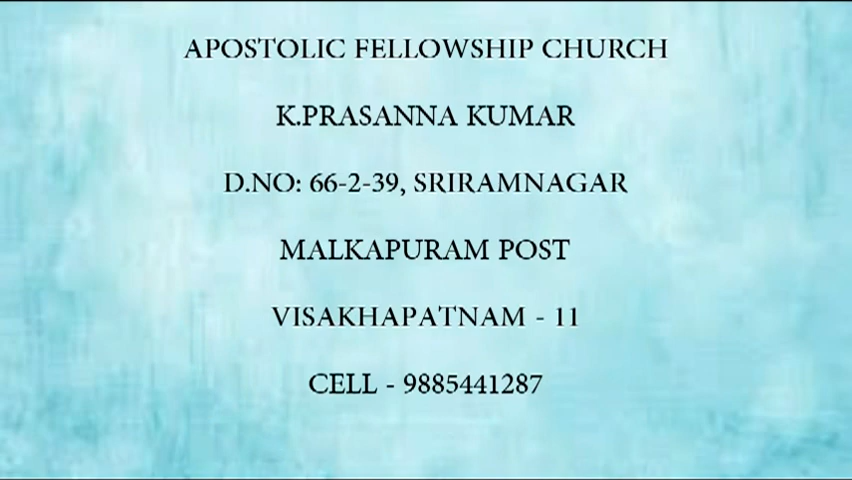 APOSTOLIC FELLOWSHIP CHURCH
K.PRASANNA KUMAR
D.NO: 66-2-39, SRIRAMNAGAR
MALKAPURAM POST
VISAKHAPATNAM - 11
CELL - 9885441287